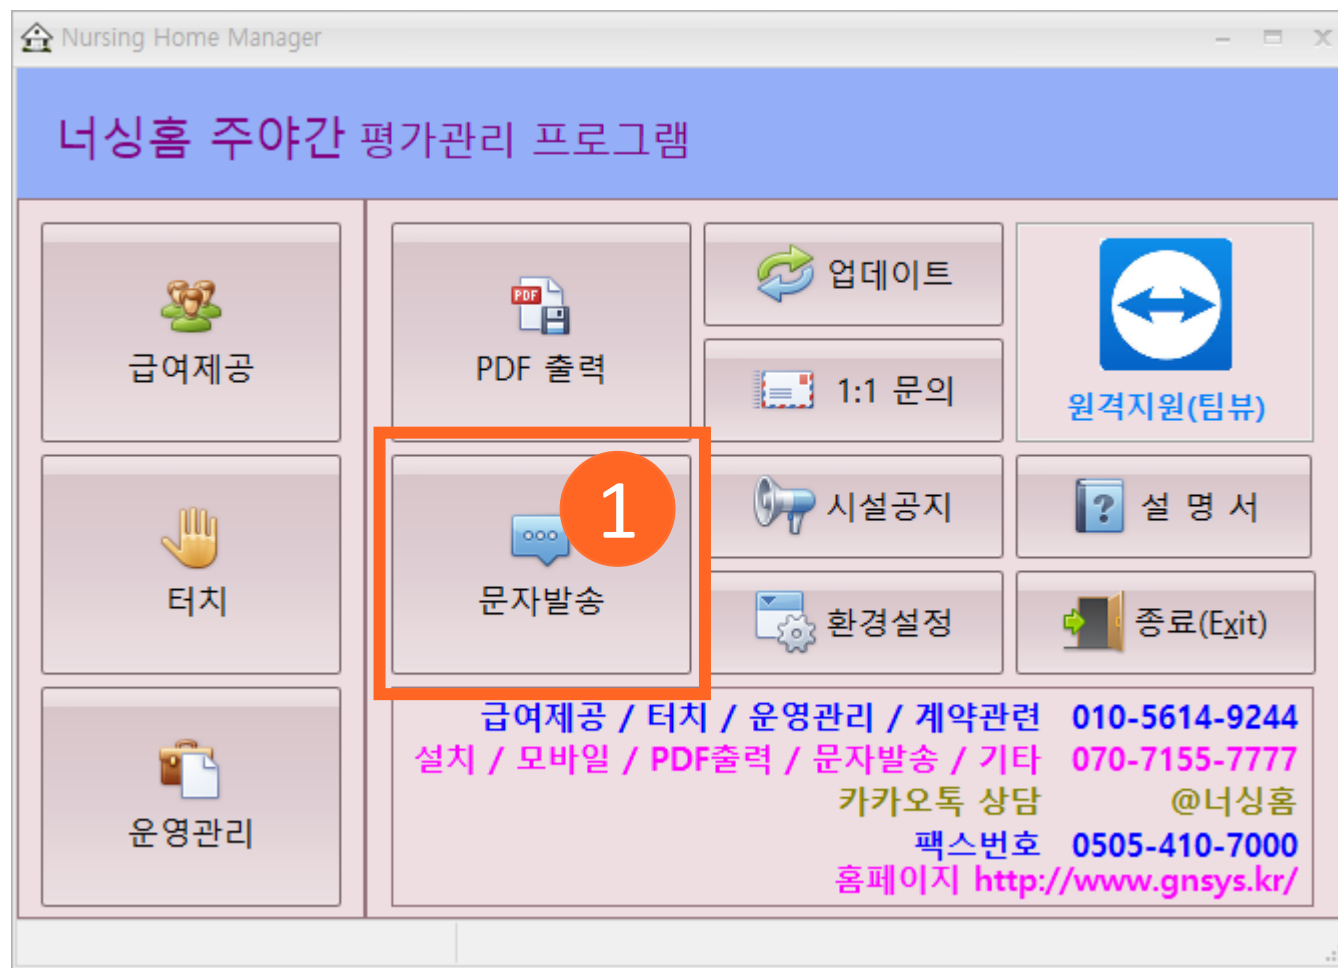 Nursing Home Manager
너싱홈 주야간 평가관리 프로그램
급여제공
PDF
PDF 출력
업데이트
1:1 문의
원격지원(팀뷰)
터치
1
문자발송
시설공지
? 설 명 서
환경설정
종료(Exit)
운영관리
급여제공 / 터치 / 운영관리 / 계약관련 010-5614-9244
설치 / 모바일 / PDF출력 / 문자발송 / 기타 070-7155-7777
카카오톡 상담 @너싱홈
팩스번호 0505-410-7000
홈페이지 http://www.gnsys.kr/